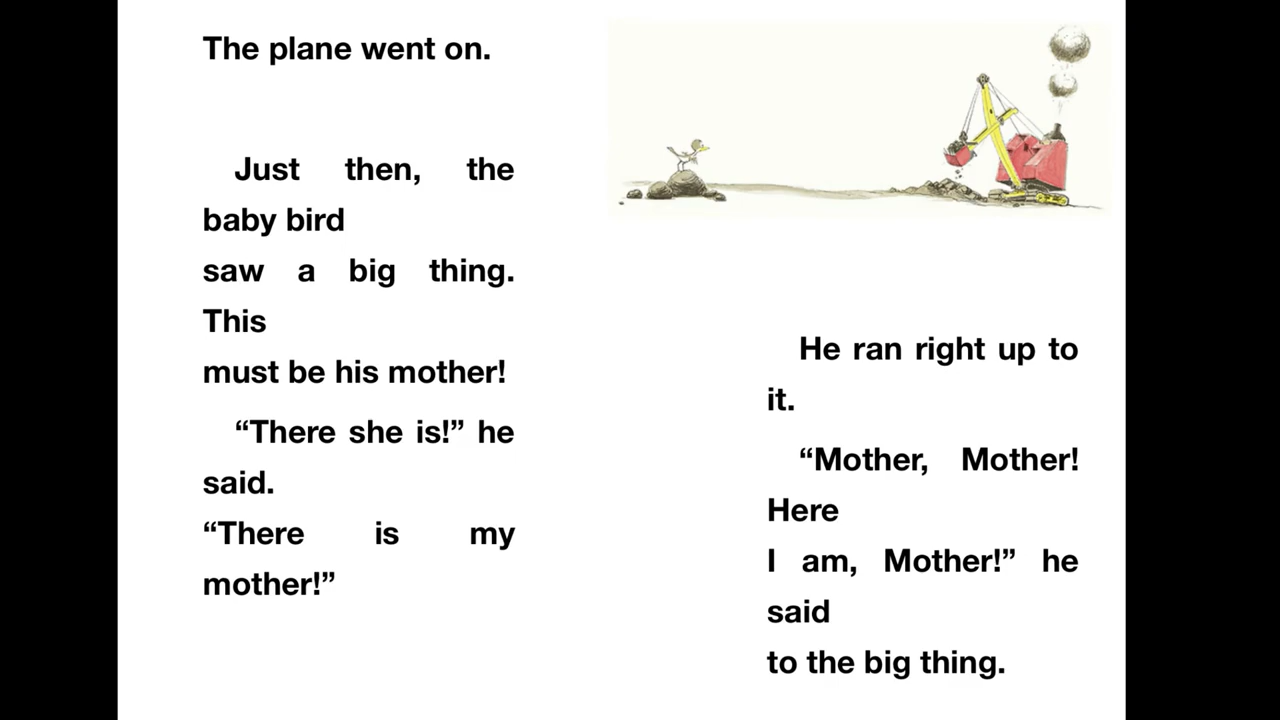 The plane went on.
Just then, the
baby bird
saw a big thing.
This
must be his mother!
“There she is!” he
said.
“There is my
mother!”
He ran right up to
it.
“Mother, Mother!
Here
I am, Mother!” he
said
to the big thing.